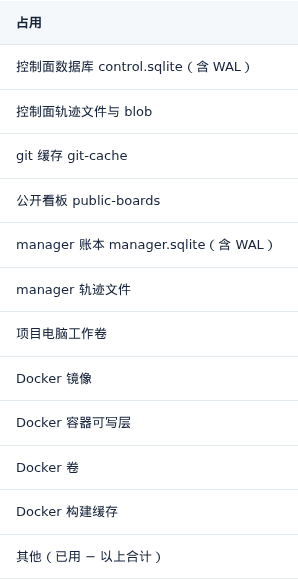 占用
控制面数据库 control.sqlite（含 WAL）
控制面轨迹文件与 blob
git 缓存 git-cache
公开看板 public-boards
manager 账本 manager.sqlite（含 WAL）
manager 轨迹文件
项目电脑工作卷
Docker 镜像
Docker 容器可写层
Docker 卷
Docker 构建缓存
其他（已用 − 以上合计）